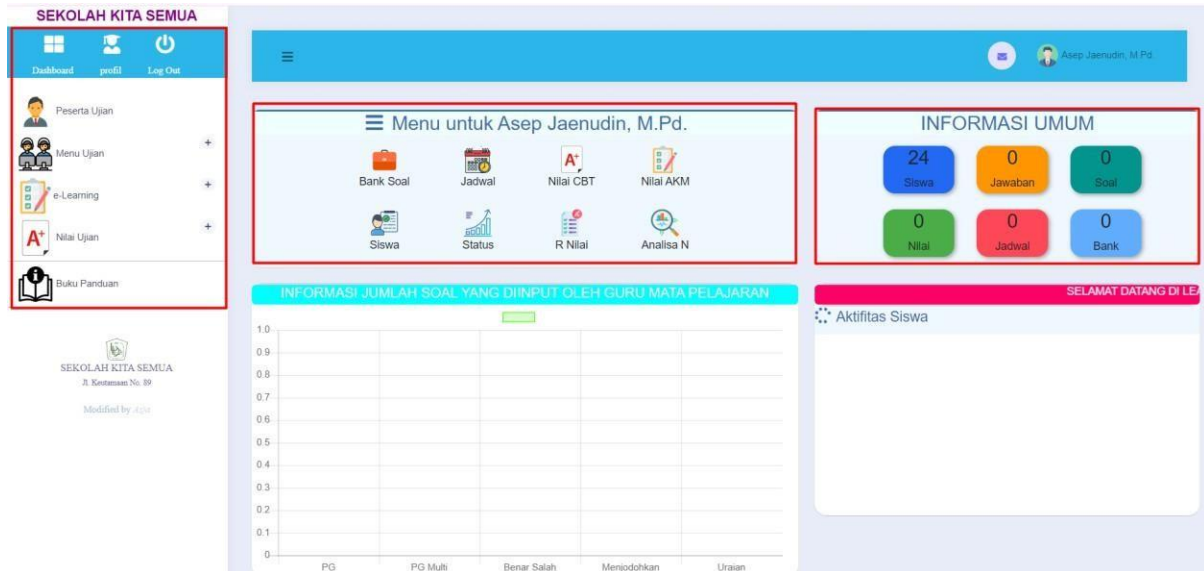 SEKOLAH KITA SEMUA
Dashboard profil Log Out
Asep Jaenudin, M.Pd.
Peserta Ujian
Menu Ujian +
e-Learning +
Nilai Ujian +
Buku Panduan
SEKOLAH KITA SEMUA
Jl. Keutamaan No. 89
Modified by
Menu untuk Asep Jaenudin, M.Pd.
Bank Soal Jadwal Nilai CBT Nilai AKM
Siswa Status R Nilai Analisa N
INFORMASI UMUM
24 0 0
Siswa Jawaban Soal
0 0 0
Nilai Jadwal Bank
INFORMASI JUMLAH SOAL YANG DIINPUT OLEH GURU MATA PELAJARAN
1.0
0.9
0.8
0.7
0.6
0.5
0.4
0.3
0.2
0.1
0
PG PG Multi Benar Salah Menjodohkan Uraian
SELAMAT DATANG DI
Aktifitas Siswa